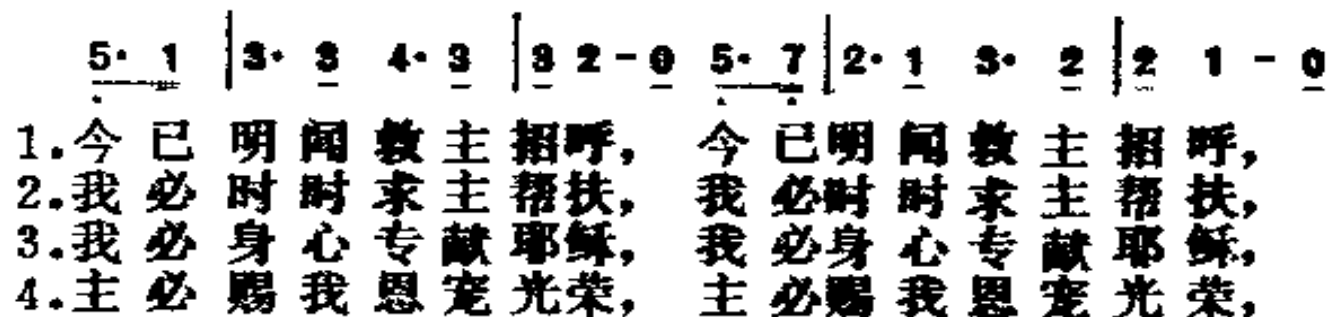 5· 1 |3· 3 4· 3 |3 2 - 0 5· 7 |2· 1 3· 2 |2 1 - 0
1.今已明闻救主招呼, 今已明闻救主招呼,
2.我必时时求主帮扶, 我必时时求主帮扶,
3.我必身心专献耶稣, 我必身心专献耶稣,
4.主必赐我恩宠光荣, 主必赐我恩宠光荣,